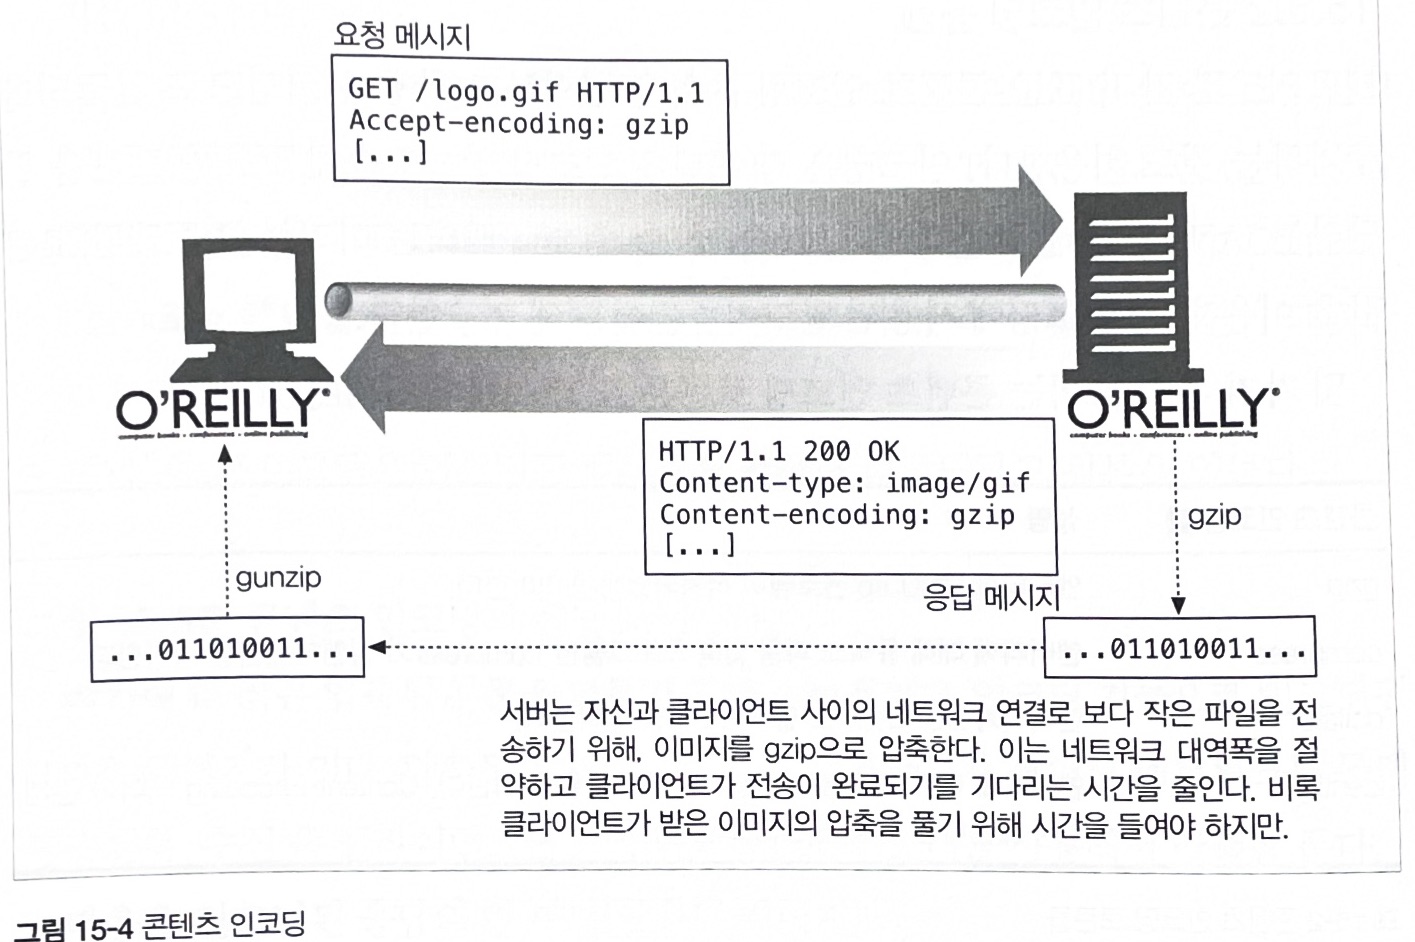 요청 메시지
GET /logo.gif HTTP/1.1
Accept-encoding: gzip
[...]
O'REILLY®
computer books • conferences • online publishing
O'REILLY®
computer books • conferences • online publishing
HTTP/1.1 200 OK
Content-type: image/gif
Content-encoding: gzip
[...]
gzip
gunzip
응답 메시지
...011010011...
...011010011...
서버는 자신과 클라이언트 사이의 네트워크 연결로 보다 작은 파일을 전
송하기 위해, 이미지를 gzip으로 압축한다. 이는 네트워크 대역폭을 절
약하고 클라이언트가 전송이 완료되기를 기다리는 시간을 줄인다. 비록
클라이언트가 받은 이미지의 압축을 풀기 위해 시간을 들여야 하지만.
그림 15-4 콘텐츠 인코딩